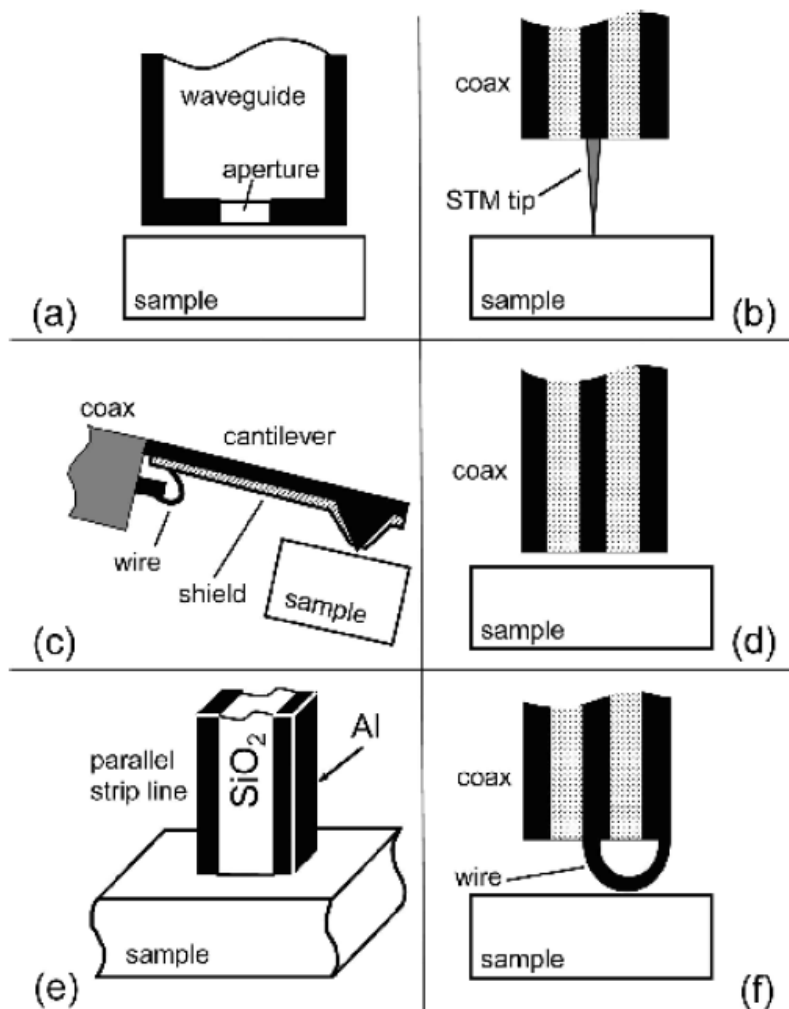 waveguide
aperture
sample
(a)
coax
STM tip
sample
(b)
coax
cantilever
wire
shield
sample
(c)
coax
sample
(d)
parallel
strip line
SiO2
Al
sample
(e)
coax
wire
sample
(f)